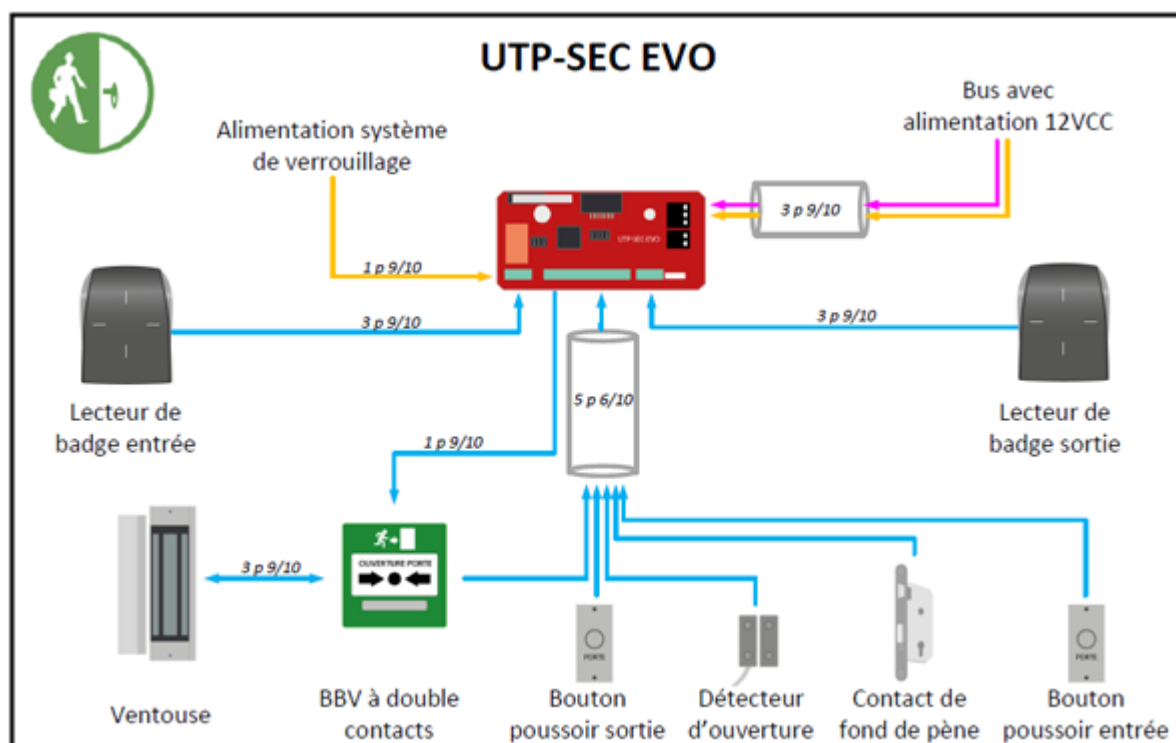 UTP-SEC EVO
Alimentation système
de verrouillage
Bus avec
alimentation 12VCC
3 p 9/10
UTP-SEC EVO
1 p 9/10
3 p 9/10
3 p 9/10
Lecteur de
badge entrée
5 p 6/10
Lecteur de
badge sortie
1 p 9/10
OUVERTURE PORTE
3 p 9/10
PORTE
PORTE
Ventouse
BBV à double
contacts
Bouton
poussoir sortie
Détecteur
d'ouverture
Contact de
fond de pène
Bouton
poussoir entrée